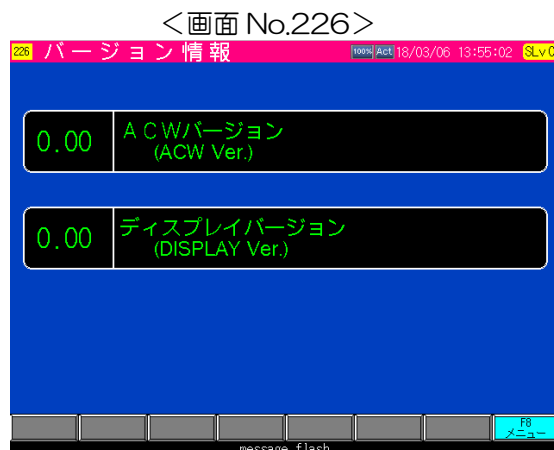 ＜画面 No.226＞
226 バージョン情報 100% Act 18/03/06 13:55:02 SLv 0
0.00 ＡＣＷバージョン
(ACW Ver.)
0.00 ディスプレイバージョン
(DISPLAY Ver.)
F8
メニュー
message flash